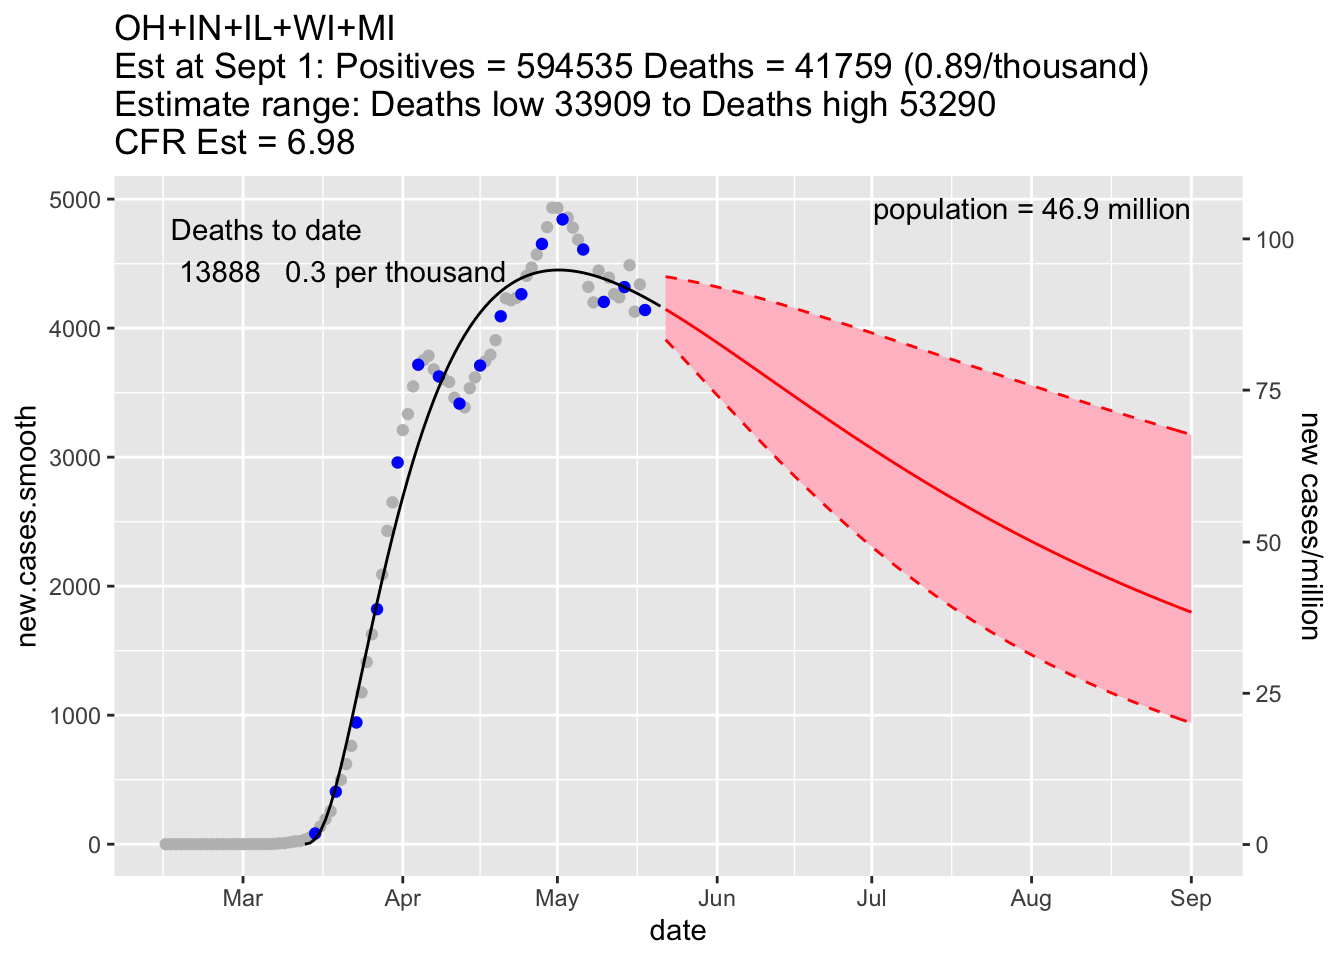 OH+IN+IL+WI+MI
Est at Sept 1: Positives = 594535 Deaths = 41759 (0.89/thousand)
Estimate range: Deaths low 33909 to Deaths high 53290
CFR Est = 6.98
population = 46.9 million
Deaths to date
13888 0.3 per thousand
5000
4000
3000
2000
1000
0
new.cases.smooth
100
75
50
25
0
new cases/million
Mar Apr May Jun Jul Aug Sep
date